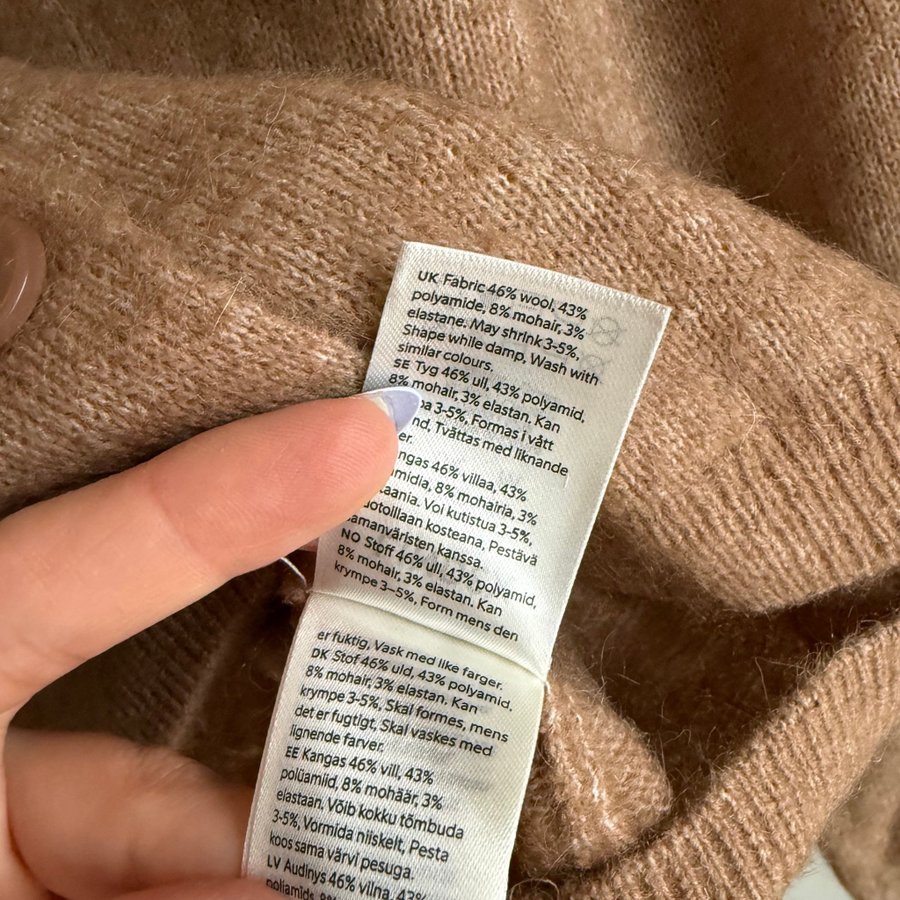 UK Fabric 46% wool, 43%
polyamide, 8% mohair, 3%
elastane. May shrink 3-5%,
Shape while damp, Wash with
similar colours.
SE Tyg 46% ull, 43% polyamid,
8% mohair, 3% elastan. Kan
3-5%, Formas i vått
Tvättas med liknande
46% villaa, 43%
8% mohairia, 3%
Voi kutistua 3-5%,
kosteana, Pestävä
kanssa.
NO Stoff 46% ull, 43% polyamid,
8% mohair, 3% elastan. Kan
krympe 3–5%, Form mens den
er fuktig, Vask med like farger.
DK Stof 46% uld, 43% polyamid,
8% mohair, 3% elastan. Kan
krympe 3-5%, Skal formes, mens
det er fugtigt. Skal vaskes med
lignende farver.
EE Kangas 46% vill, 43%
polüamiid, 8% mohäär, 3%
elastaan. Võib kokku tõmbuda
3-5%, Vormida niiskelt, Pesta
koos sama värvi pesuga.
LV Audinys 46% vilna, 43%